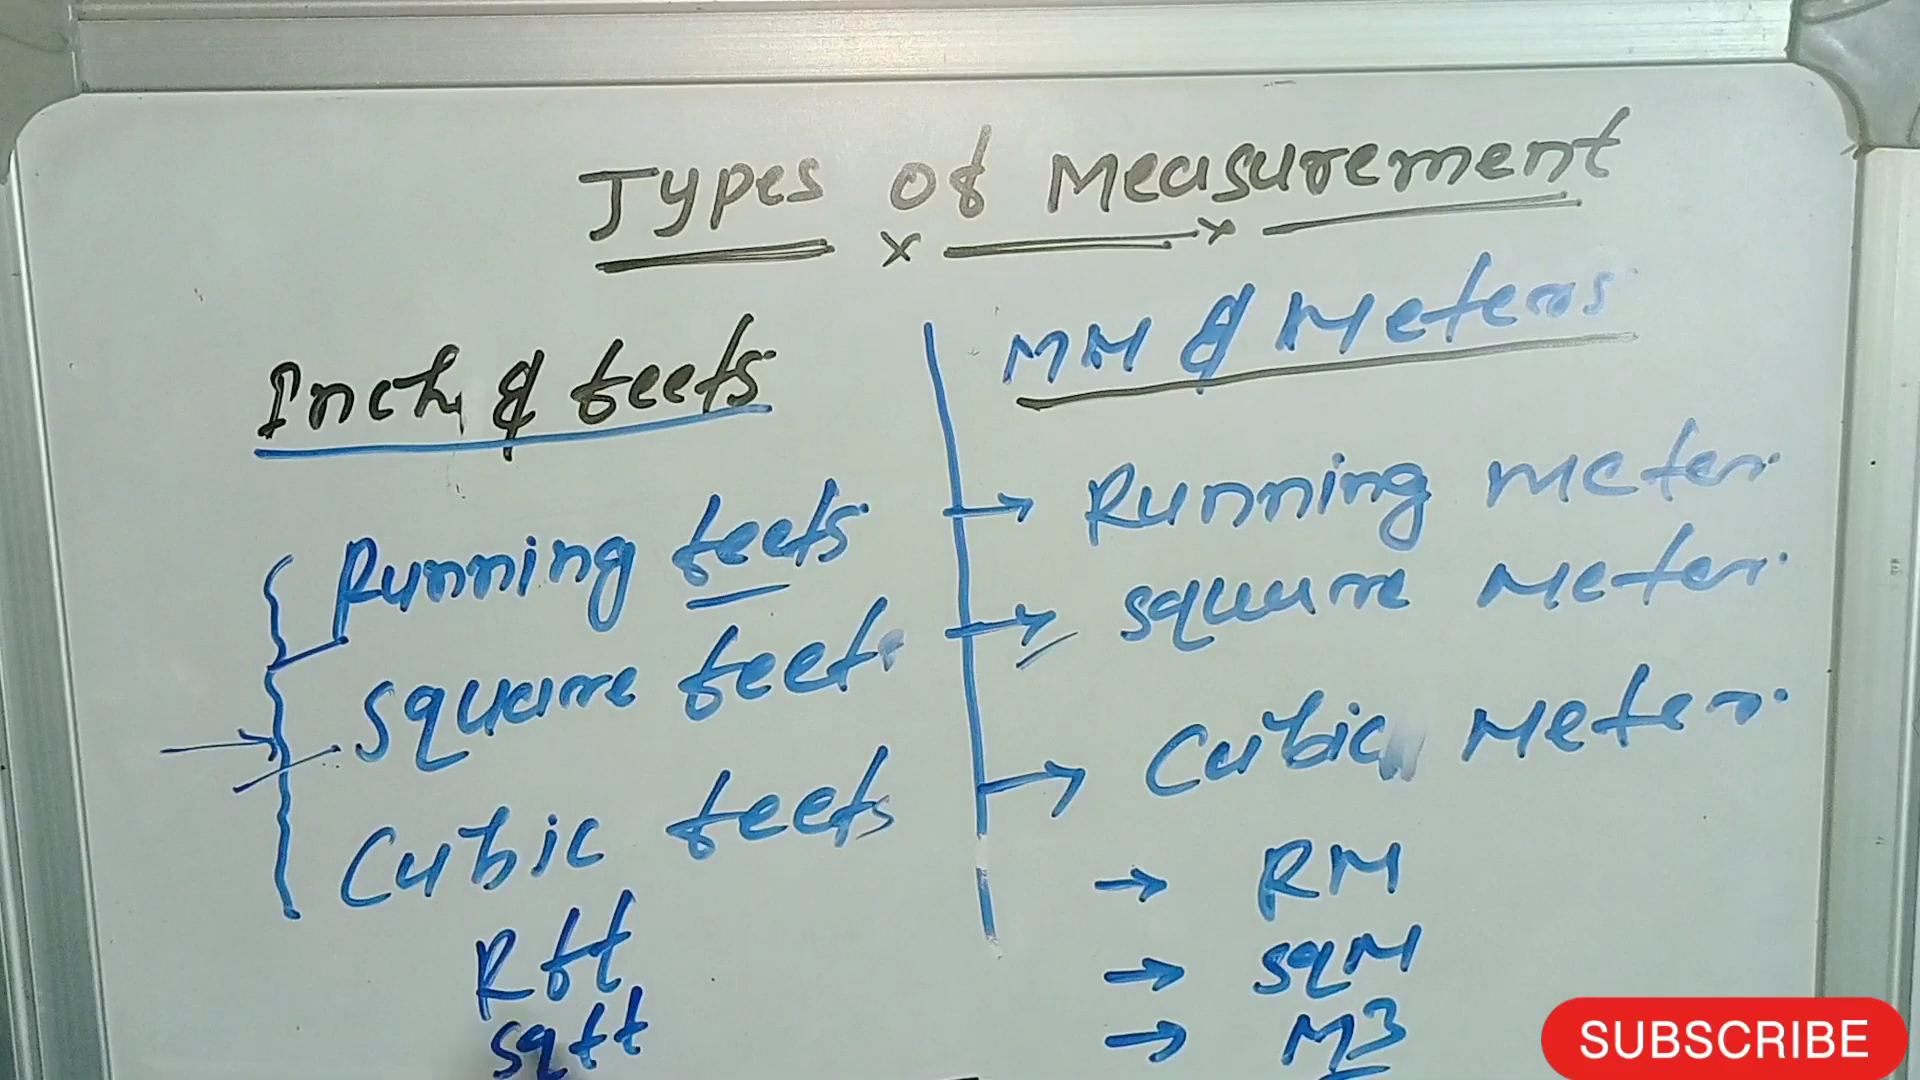 Types of Measurement
Inch & feets
Running feets
square feets
Cubic feets
Rft
sqft
MM & Meters
Running meter.
square Meter.
Cubic Meter.
→ RM
→ sqM
→ M3
SUBSCRIBE